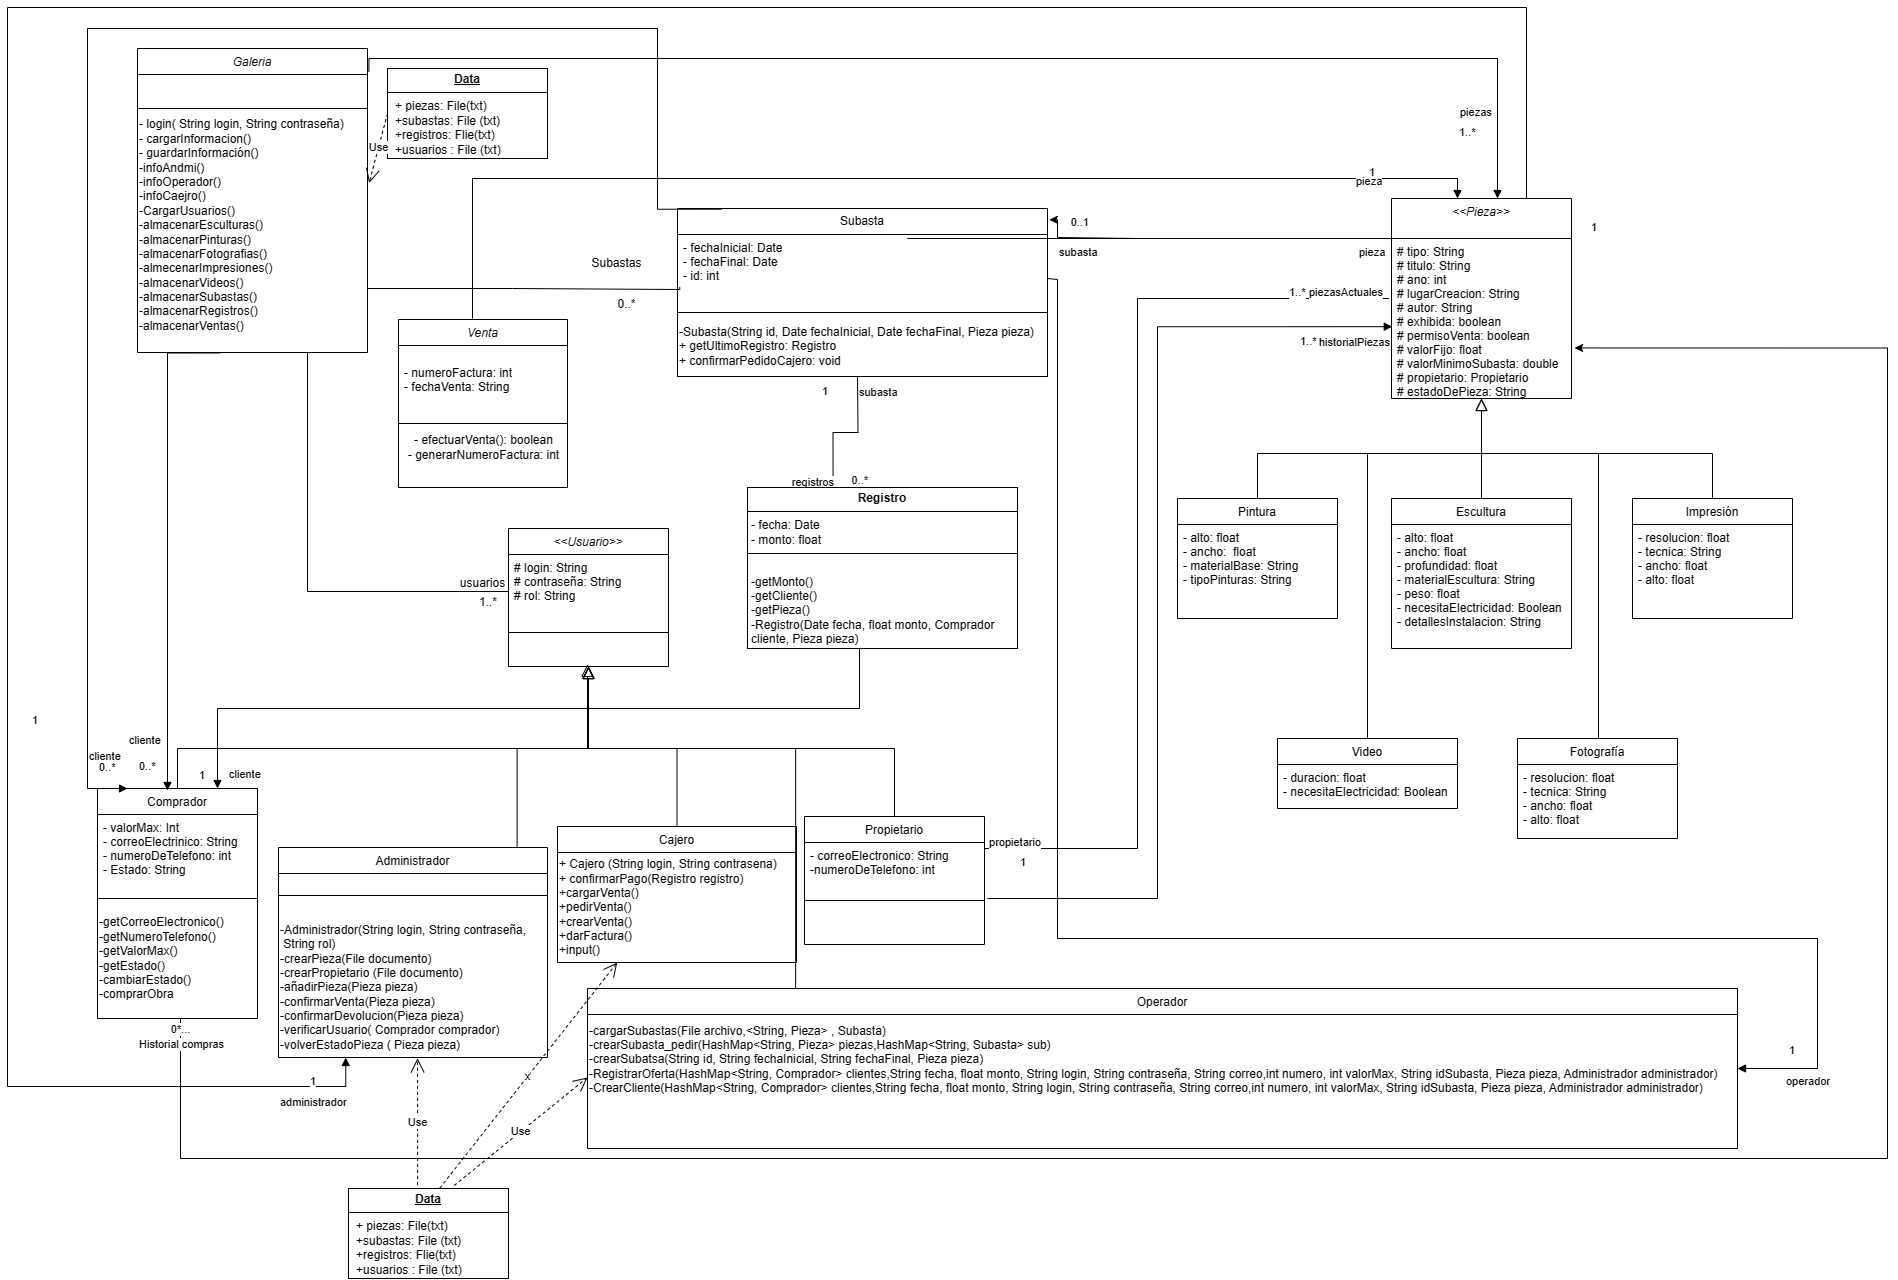 Galeria
- login( String login, String contraseña)
- cargarInformacion()
- guardarInformación()
-infoAndmi()
-infoOperador()
-infoCaejro()
-CargarUsuarios()
-almacenarEsculturas()
-almacenarPinturas()
-almacenarFotografias()
-almecenarImpresiones()
-almacenarVideos()
-almacenarSubastas()
-almacenarRegistros()
-almacenarVentas()
Data
+ piezas: File(txt)
+subastas: File (txt)
+registros: Flie(txt)
+usuarios : File (txt)
Use
piezas
1..*
1
pieza
Subastas
0..*
Subasta
- fechaInicial: Date
- fechaFinal: Date
- id: int
-Subasta(String id, Date fechaInicial, Date fechaFinal, Pieza pieza)
+ getUltimoRegistro: Registro
+ confirmarPedidoCajero: void
0..1
subasta
pieza
1
<<Pieza>>
# tipo: String
# titulo: String
# ano: int
# lugarCreacion: String
# autor: String
# exhibida: boolean
# permisoVenta: boolean
# valorFijo: float
# valorMinimoSubasta: double
# propietario: Propietario
# estadoDePieza: String
1..* piezasActuales
1..* historialPiezas
Venta
- numeroFactura: int
- fechaVenta: String
- efectuarVenta(): boolean
- generarNumeroFactura: int
1
subasta
registros
0..*
Registro
- fecha: Date
- monto: float
-getMonto()
-getCliente()
-getPieza()
-Registro(Date fecha, float monto, Comprador
cliente, Pieza pieza)
<<Usuario>>
# login: String
# contraseña: String
# rol: String
usuarios
1..*
Pintura
- alto: float
- ancho:  float
- materialBase: String
- tipoPinturas: String
Escultura
- alto: float
- ancho: float
- profundidad: float
- materialEscultura: String
- peso: float
- necesitaElectricidad: Boolean
- detallesInstalacion: String
Impresión
- resolucion: float
- tecnica: String
- ancho: float
- alto: float
Video
- duracion: float
- necesitaElectricidad: Boolean
Fotografía
- resolucion: float
- tecnica: String
- ancho: float
- alto: float
1
cliente
0..*
cliente
0..*
1
cliente
Comprador
- valorMax: Int
- correoElectrinico: String
- numeroDeTelefono: int
- Estado: String
-getCorreoElectronico()
-getNumeroTelefono()
-getValorMax()
-getEstado()
-cambiarEstado()
-comprarObra
0*...
Historial compras
Administrador
-Administrador(String login, String contraseña,
String rol)
-crearPieza(File documento)
-crearPropietario (File documento)
-añadirPieza(Pieza pieza)
-confirmarVenta(Pieza pieza)
-confirmarDevolucion(Pieza pieza)
-verificarUsuario( Comprador comprador)
-volverEstadoPieza ( Pieza pieza)
1
administrador
Cajero
+ Cajero (String login, String contrasena)
+ confirmarPago(Registro registro)
+cargarVenta()
+pedirVenta()
+crearVenta()
+darFactura()
+input()
Propietario
- correoElectronico: String
-numeroDeTelefono: int
propietario
1
Operador
-cargarSubastas(File archivo,<String, Pieza> , Subasta)
-crearSubasta_pedir(HashMap<String, Pieza> piezas,HashMap<String, Subasta> sub)
-crearSubatsa(String id, String fechaInicial, String fechaFinal, Pieza pieza)
-RegistrarOferta(HashMap<String, Comprador> clientes,String fecha, float monto, String login, String contraseña, String correo,int numero, int valorMax, String idSubasta, Pieza pieza, Administrador administrador)
-CrearCliente(HashMap<String, Comprador> clientes,String fecha, float monto, String login, String contraseña, String correo,int numero, int valorMax, String idSubasta, Pieza pieza, Administrador administrador)
1
operador
x
Use
Use
Data
+ piezas: File(txt)
+subastas: File (txt)
+registros: Flie(txt)
+usuarios : File (txt)